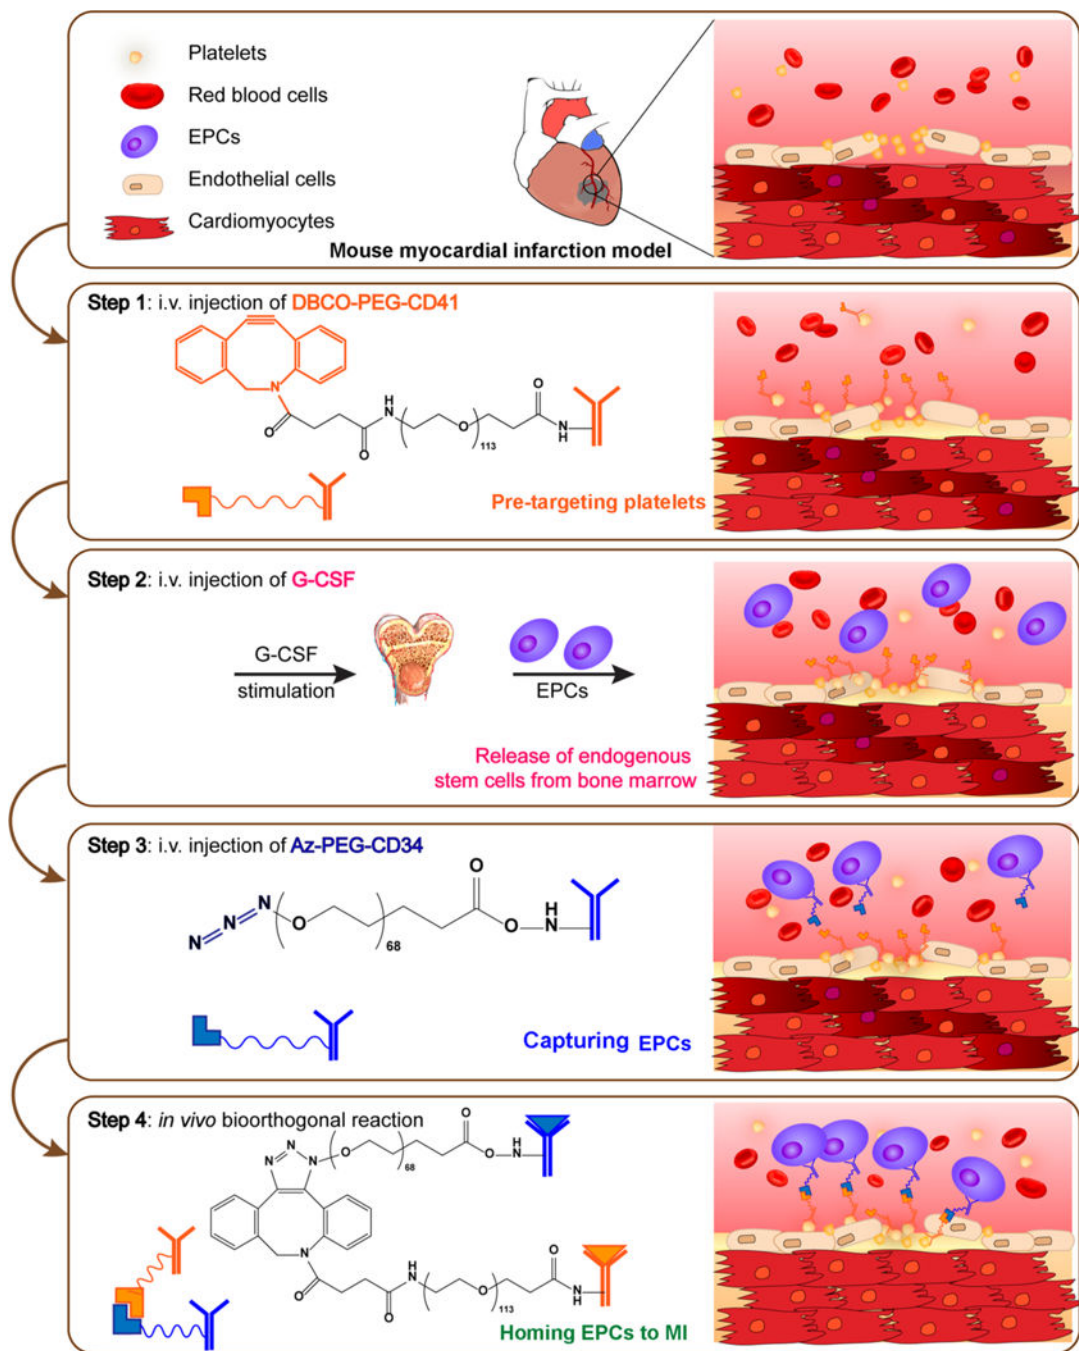 Platelets
Red blood cells
EPCs
Endothelial cells
Cardiomyocytes
Mouse myocardial infarction model
Step 1: i.v. injection of DBCO-PEG-CD41
N
O
H
N
O
O
113
O
N
H
Pre-targeting platelets
Step 2: i.v. injection of G-CSF
G-CSF
stimulation
EPCs
Release of endogenous
stem cells from bone marrow
Step 3: i.v. injection of Az-PEG-CD34
N=N=N
O
68
O
O
H
N
Capturing EPCs
Step 4: in vivo bioorthogonal reaction
N
N
N
O
68
O
O
H
N
N
O
O
H
N
O
113
O
N
H
Homing EPCs to MI